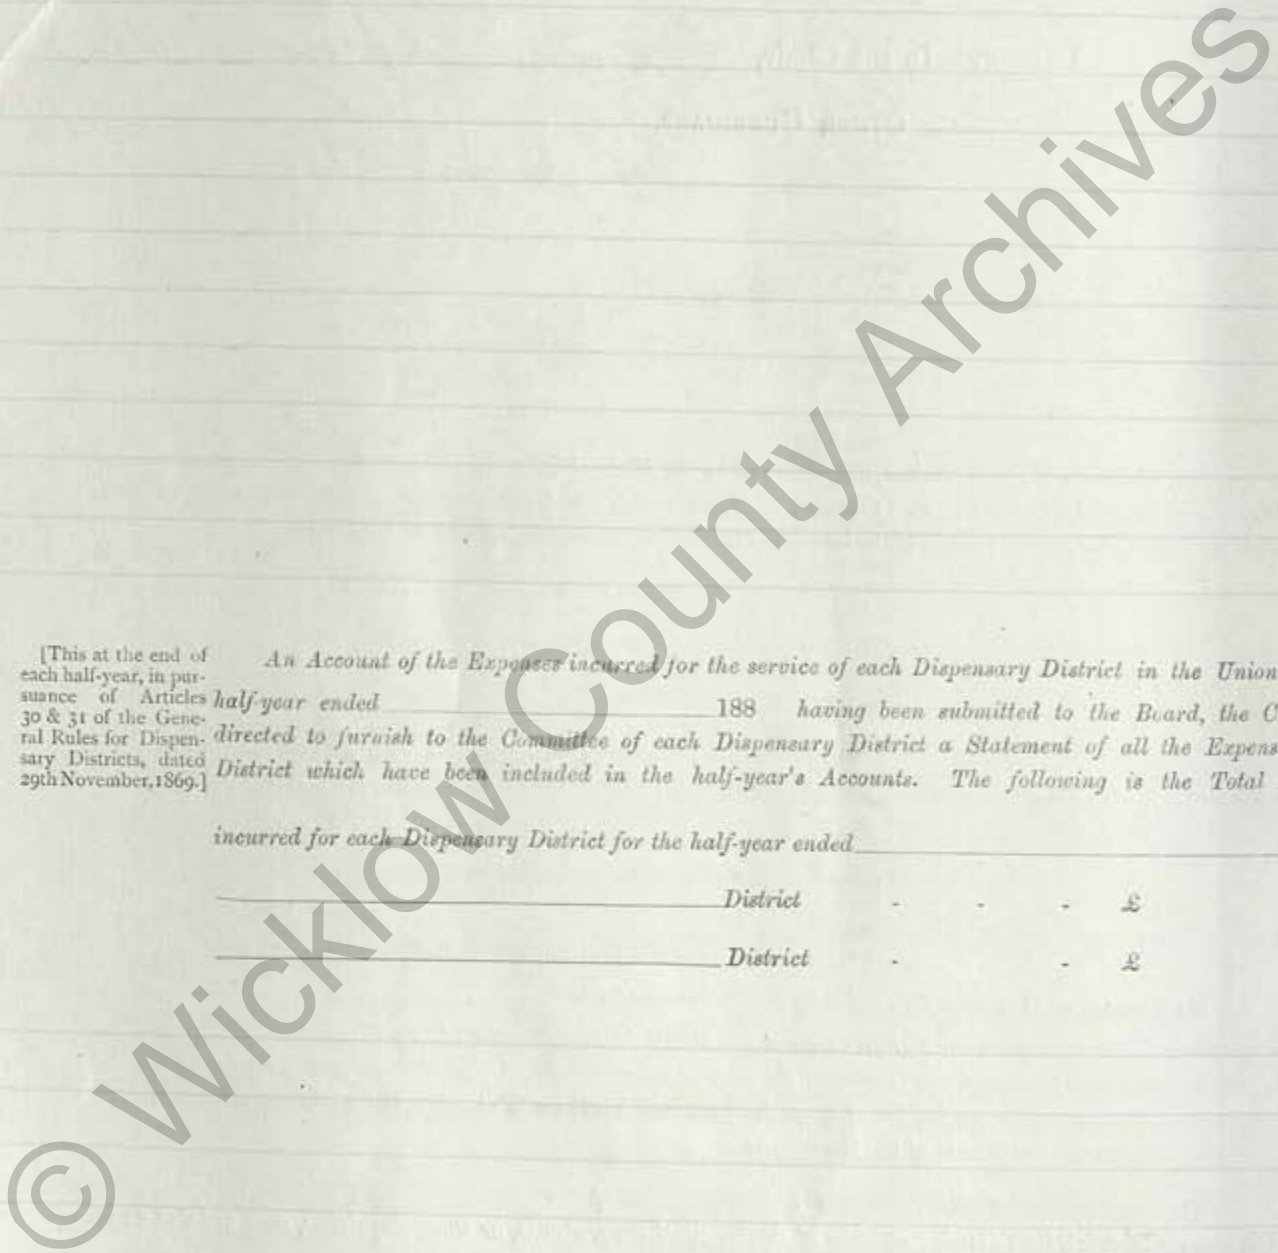 [This at the end of
each half-year, in pur-
suance of Articles
30 & 31 of the Gene-
ral Rules for Dispen-
sary Districts, dated
29th November, 1869.]
An Account of the Expenses incurred for the service of each Dispensary District in the Union
half-year ended 188 having been submitted to the Board, the C
directed to furnish to the Committee of each Dispensary District a Statement of all the Expens
District which have been included in the half-year's Accounts. The following is the Total
incurred for each Dispensary District for the half-year ended
District - - - £
District - - £
© Wicklow County Archives